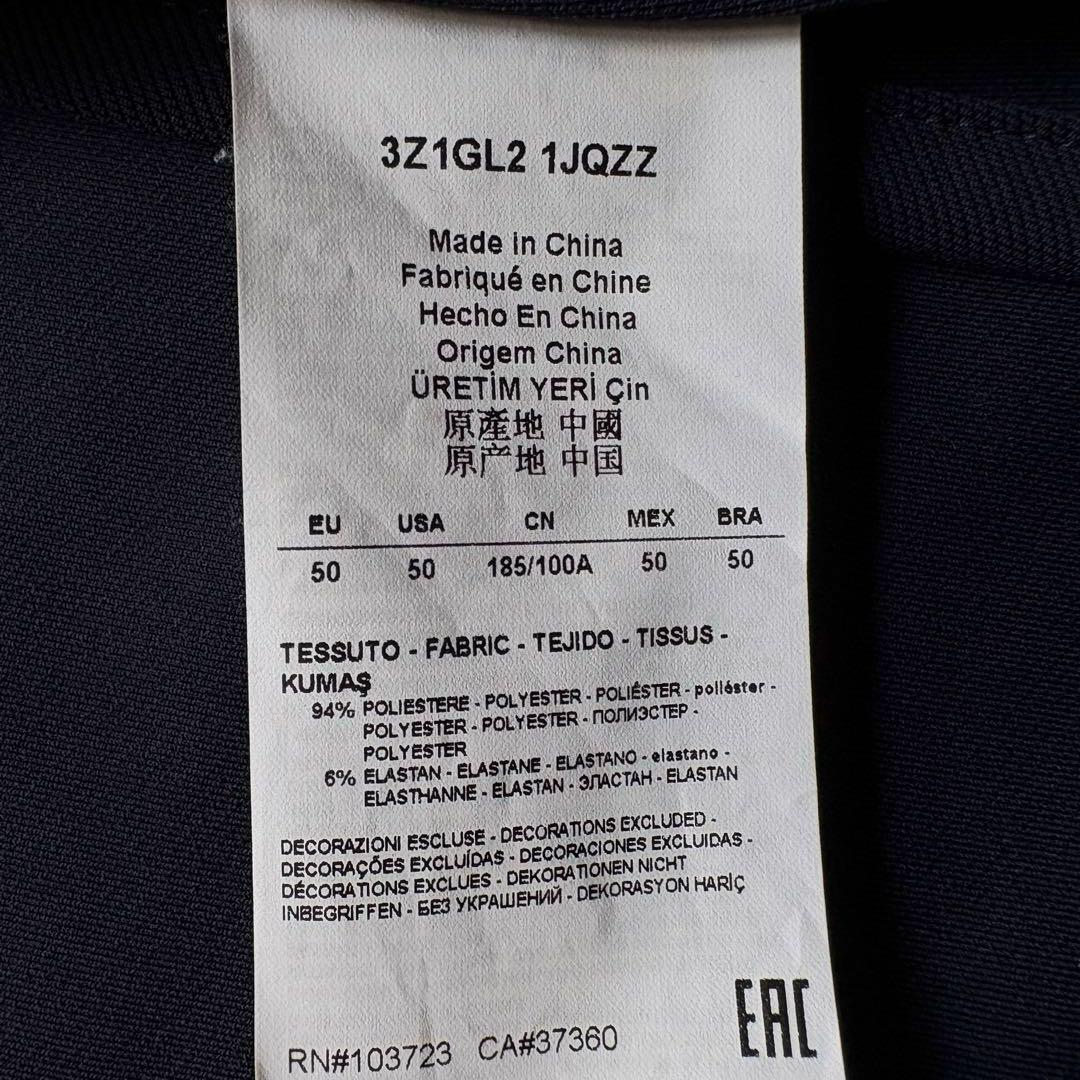 3Z1GL2 1JQZZ
Made in China
Fabriqué en Chine
Hecho En China
Origem China
ÜRETİM YERİ Çin
原產地 中國
原产地 中国
EU USA CN MEX BRA
50 50 185/100A 50 50
TESSUTO - FABRIC - TEJIDO - TISSUS -
KUMAŞ
94% POLIESTERE - POLYESTER - POLIÉSTER - poliéster -
POLYESTER - POLYESTER - ПОЛИЭСТЕР -
POLYESTER
6% ELASTAN - ELASTANE - ELASTANO - elastano -
ELASTHANNE - ELASTAN - ЭЛАСТАН - ELASTAN
DECORAZIONI ESCLUSE - DECORATIONS EXCLUDED -
DECORAÇÕES EXCLUÍDAS - DECORACIONES EXCLUIDAS -
DÉCORATIONS EXCLUES - DEKORATIONEN NICHT
INBEGRIFFEN - БЕЗ УКРАШЕНИЙ - DEKORASYON HARİÇ
EAC
RN#103723 CA#37360